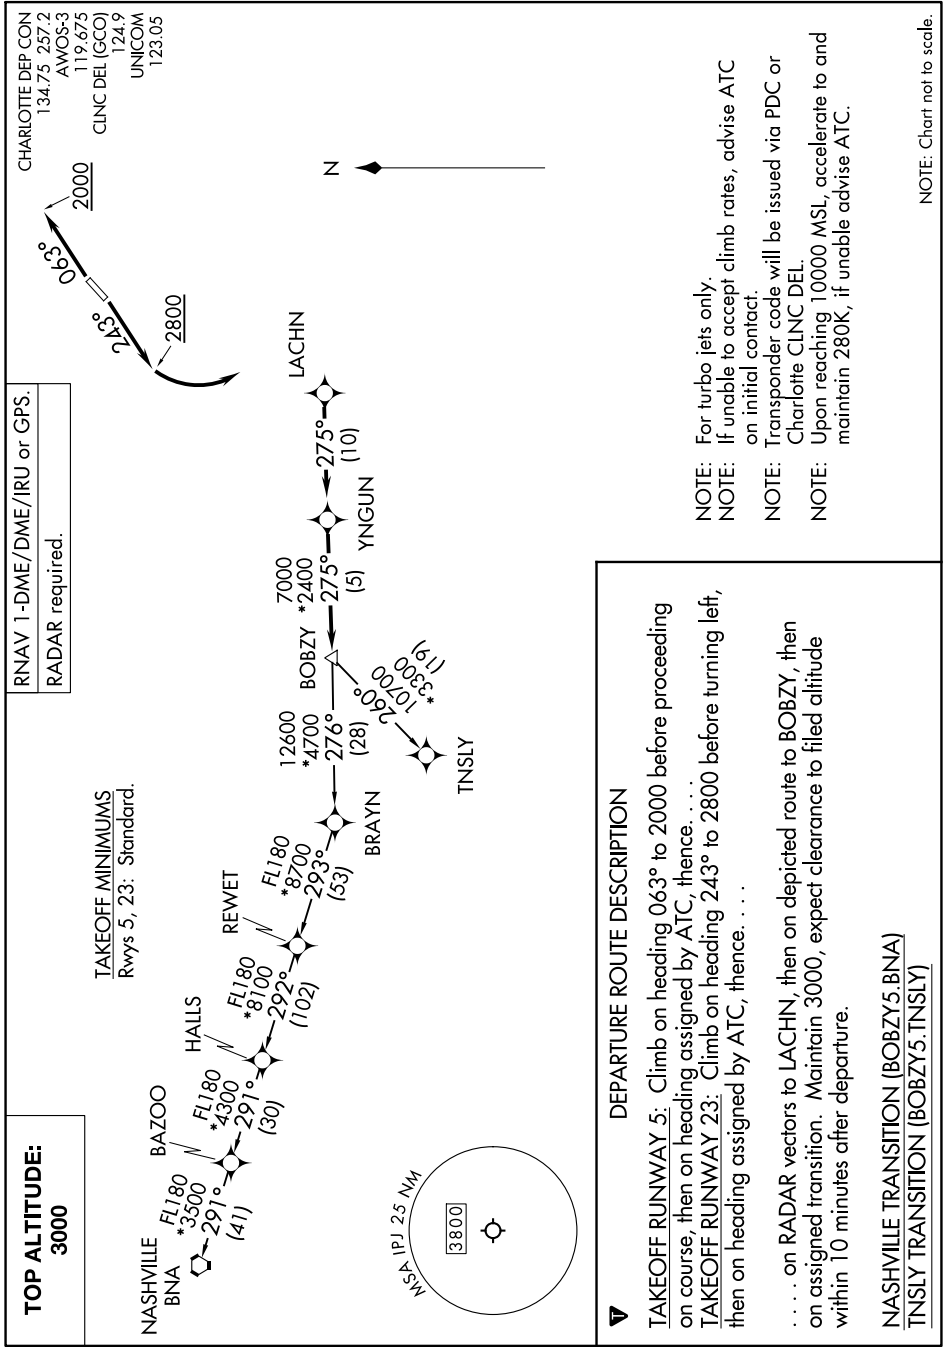 TOP ALTITUDE:
3000
RNAV 1-DME/DME/IRU or GPS.
RADAR required.
CHARLOTTE DEP CON
134.75 257.2
AWOS-3
119.675
CLNC DEL (GCO)
124.9
UNICOM
123.05
TAKEOFF MINIMUMS
Rwys 5, 23: Standard.
063°
2000
243°
2800
N
NASHVILLE
BNA
FL180
*3500
291°
(41)
BAZOO
FL180
*4300
291°
(30)
HALLS
FL180
*8100
292°
(102)
REWET
FL180
*8700
293°
(53)
BRAYN
12600
*4700
276°
(28)
BOBZY
7000
*2400
275°
(5)
YNGUN
275°
(10)
LACHN
260°
10700
*3300
(19)
TNSLY
MSA IPJ 25 NM
3800
NOTE: For turbo jets only.
NOTE: If unable to accept climb rates, advise ATC
on initial contact.
NOTE: Transponder code will be issued via PDC or
Charlotte CLNC DEL.
NOTE: Upon reaching 10000 MSL, accelerate to and
maintain 280K, if unable advise ATC.
NOTE: Chart not to scale.
T
DEPARTURE ROUTE DESCRIPTION
TAKEOFF RUNWAY 5: Climb on heading 063° to 2000 before proceeding
on course, then on heading assigned by ATC, thence. . . .
TAKEOFF RUNWAY 23: Climb on heading 243° to 2800 before turning left,
then on heading assigned by ATC, thence. . . .
. . . . on RADAR vectors to LACHN, then on depicted route to BOBZY, then
on assigned transition. Maintain 3000, expect clearance to filed altitude
within 10 minutes after departure.
NASHVILLE TRANSITION (BOBZY5.BNA)
TNSLY TRANSITION (BOBZY5.TNSLY)